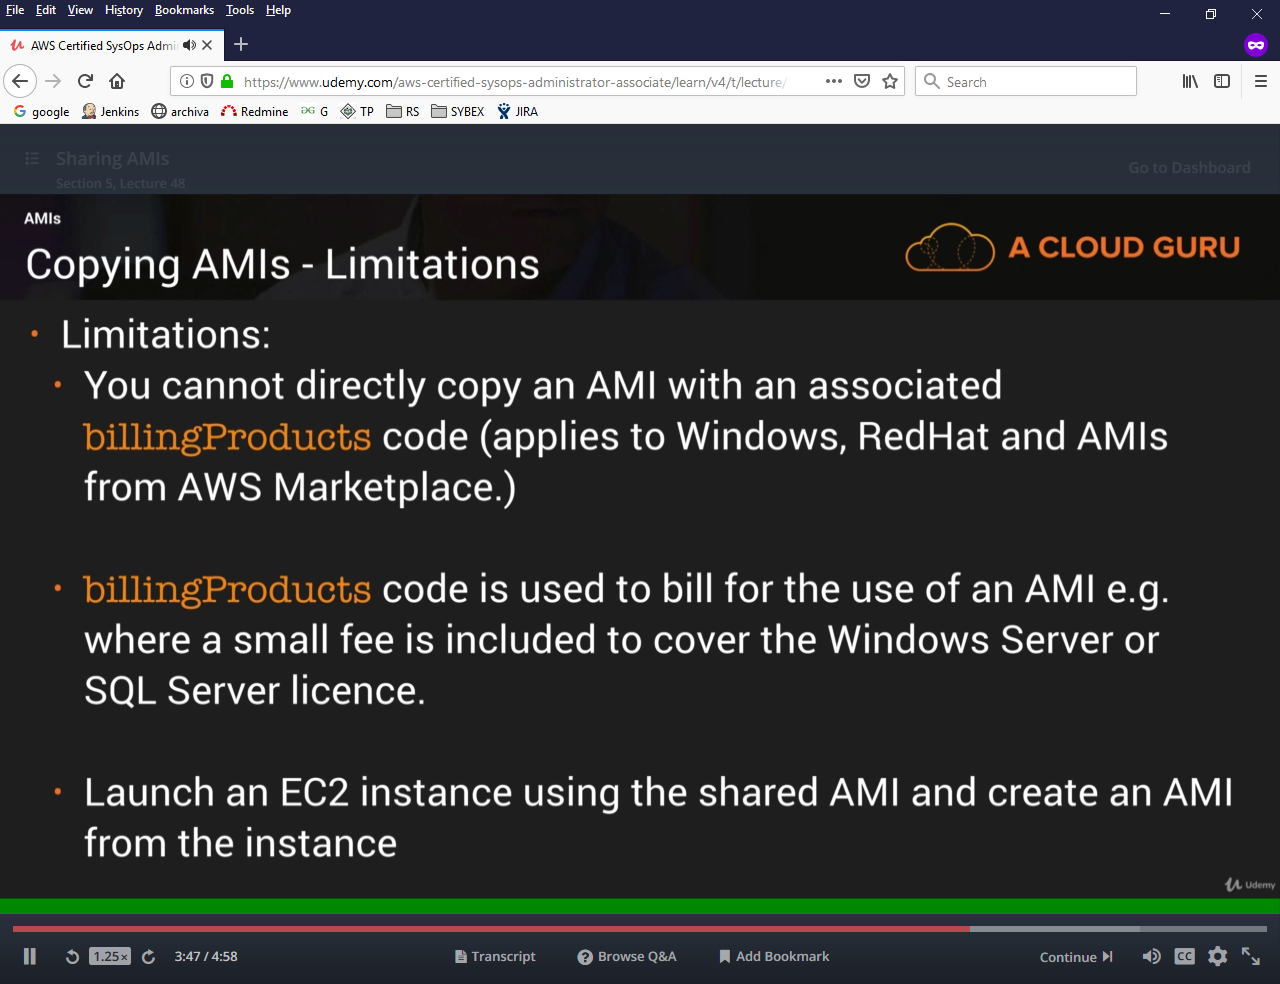 File Edit View History Bookmarks Tools Help
AWS Certified SysOps Admi
https://www.udemy.com/aws-certified-sysops-administrator-associate/learn/v4/t/lecture/
Search
google Jenkins archiva Redmine G TP RS SYBEX JIRA
Sharing AMIs
Section 5, Lecture 48
Go to Dashboard
AMIs
Copying AMIs - Limitations
A CLOUD GURU
Limitations:
You cannot directly copy an AMI with an associated
billingProducts code (applies to Windows, RedHat and AMIs
from AWS Marketplace.)
billingProducts code is used to bill for the use of an AMI e.g.
where a small fee is included to cover the Windows Server or
SQL Server licence.
Launch an EC2 instance using the shared AMI and create an AMI
from the instance
Udemy
1.25x 3:47 / 4:58 Transcript Browse Q&A Add Bookmark Continue CC